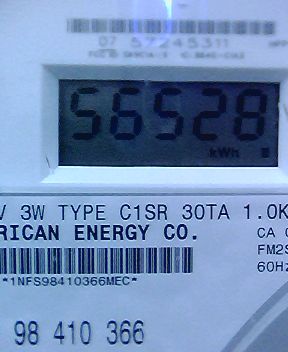 07 57245311
56528
kWh
V 3W TYPE C1SR 30TA 1.0K
RICAN ENERGY CO.
CA
FM2S
60Hz
*1NFS98410366MEC*
98 410 366